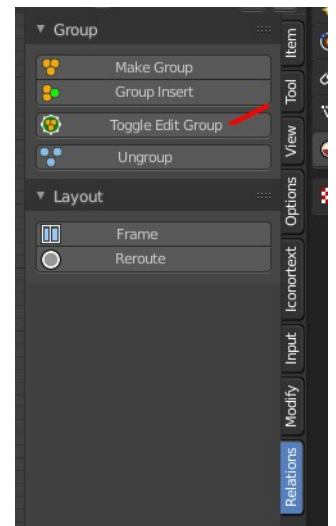 Group
Make Group
Group Insert
Toggle Edit Group
Ungroup
Layout
Frame
Reroute
Item
Tool
View
Options
Iconortext
Input
Modify
Relations